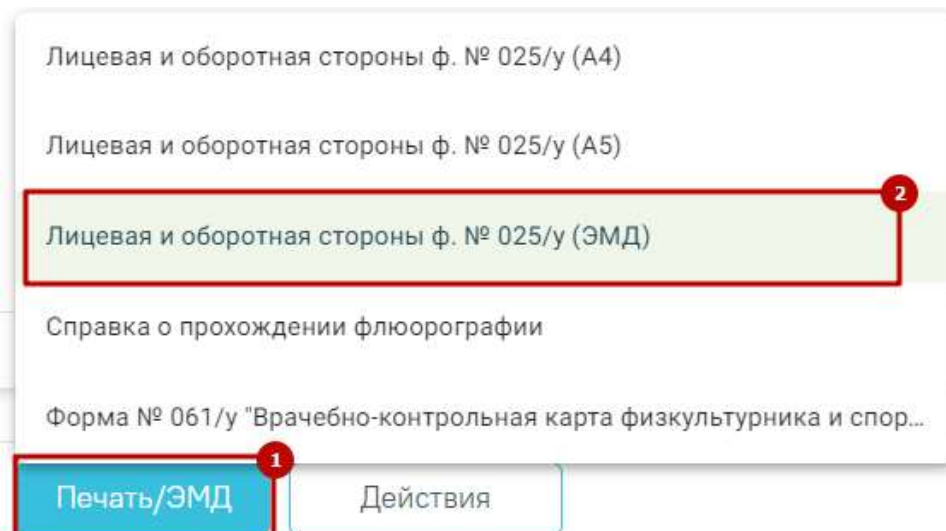 Лицевая и оборотная стороны ф. № 025/у (А4)
Лицевая и оборотная стороны ф. № 025/у (А5)
2
Лицевая и оборотная стороны ф. № 025/у (ЭМД)
Справка о прохождении флюорографии
Форма № 061/у "Врачебно-контрольная карта физкультурника и спор...
1
Печать/ЭМД
Действия